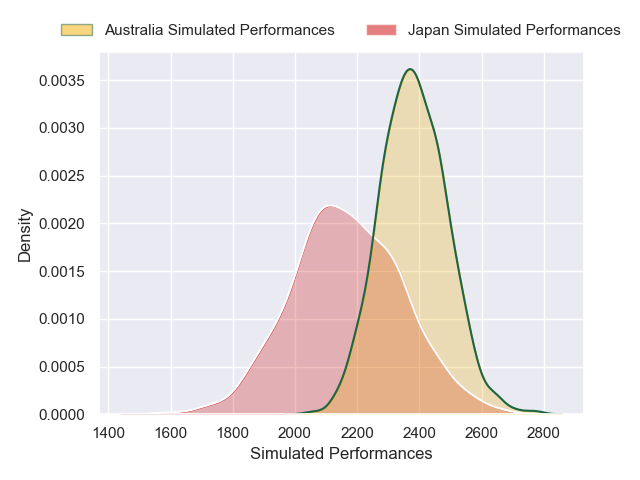 Australia Simulated Performances Japan Simulated Performances
0.0035
0.0030
0.0025
0.0020
0.0015
0.0010
0.0005
0.0000
Density
1400 1600 1800 2000 2200 2400 2600 2800
Simulated Performances